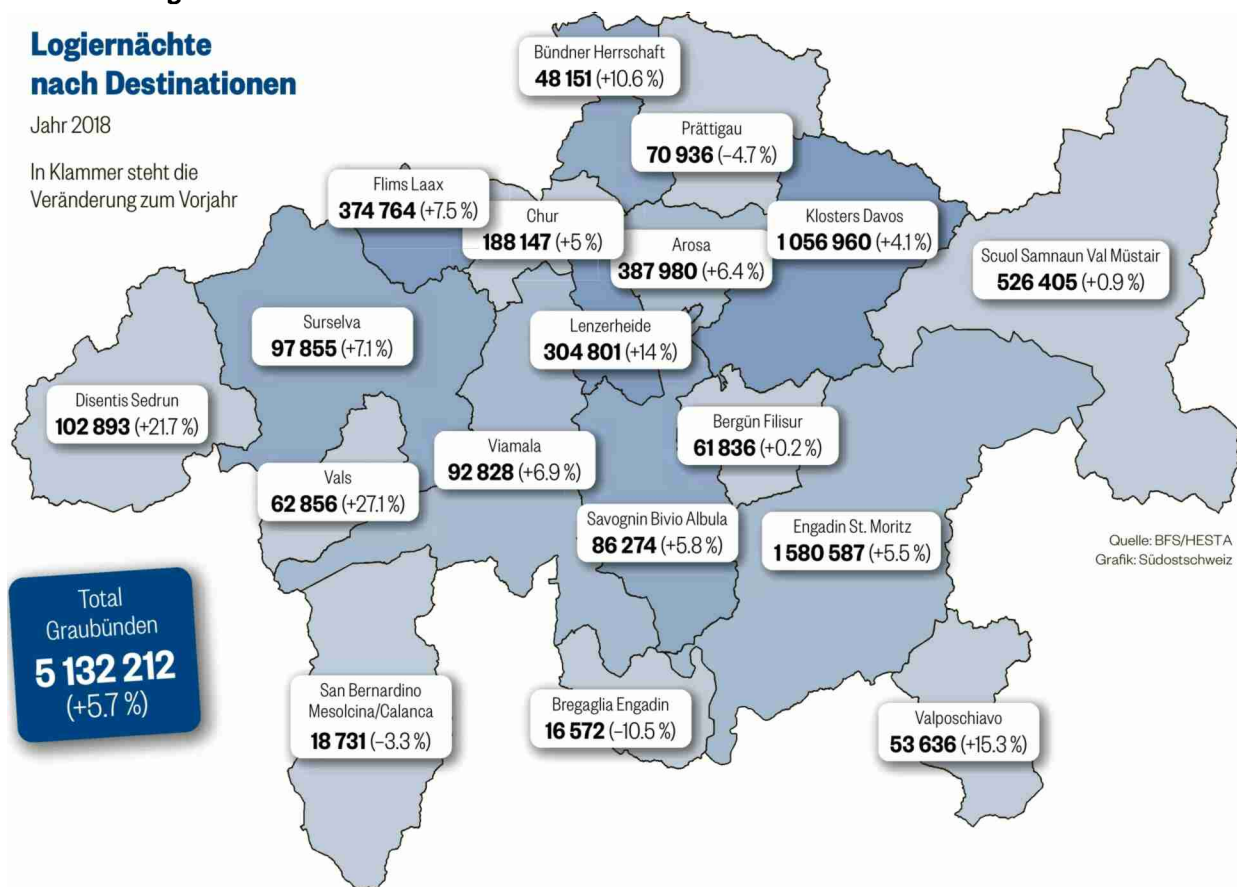 Logiernächte
nach Destinationen
Jahr 2018
In Klammer steht die
Veränderung zum Vorjahr
Bündner Herrschaft
48 151 (+10.6 %)
Prättigau
70 936 (–4.7 %)
Flims Laax
374 764 (+7.5 %)
Chur
188 147 (+5 %)
Arosa
387 980 (+6.4 %)
Klosters Davos
1 056 960 (+4.1 %)
Scuol Samnaun Val Müstair
526 405 (+0.9 %)
Surselva
97 855 (+7.1 %)
Lenzerheide
304 801 (+14 %)
Disentis Sedrun
102 893 (+21.7 %)
Viamala
92 828 (+6.9 %)
Bergün Filisur
61 836 (+0.2 %)
Vals
62 856 (+27.1 %)
Savognin Bivio Albula
86 274 (+5.8 %)
Engadin St. Moritz
1 580 587 (+5.5 %)
Quelle: BFS/HESTA
Grafik: Südostschweiz
Total
Graubünden
5 132 212
(+5.7 %)
San Bernardino
Mesolcina/Calanca
18 731 (–3.3 %)
Bregaglia Engadin
16 572 (–10.5 %)
Valposchiavo
53 636 (+15.3 %)